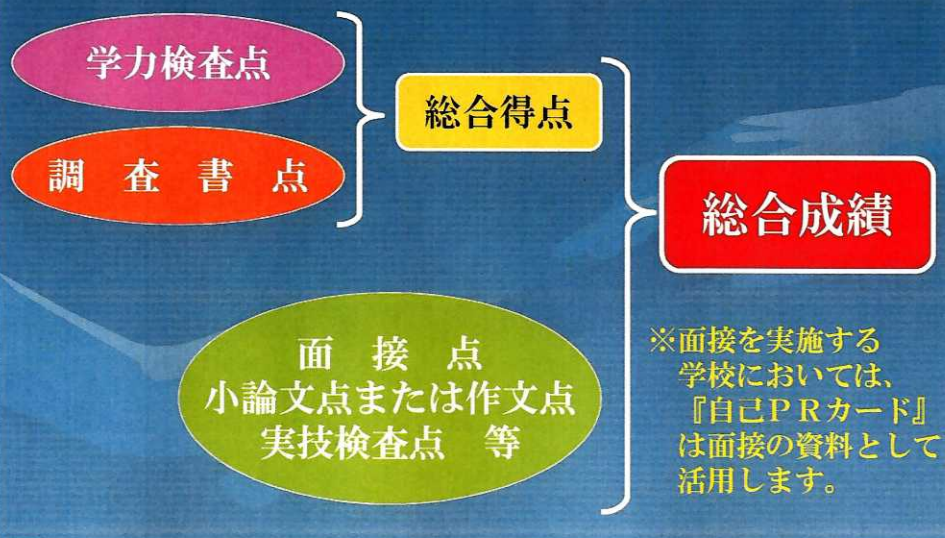 学力検査点
調査書点
総合得点
総合成績
面接点
小論文点または作文点
実技検査点 等
※面接を実施する
学校においては、
『自己PRカード』
は面接の資料として
活用します。